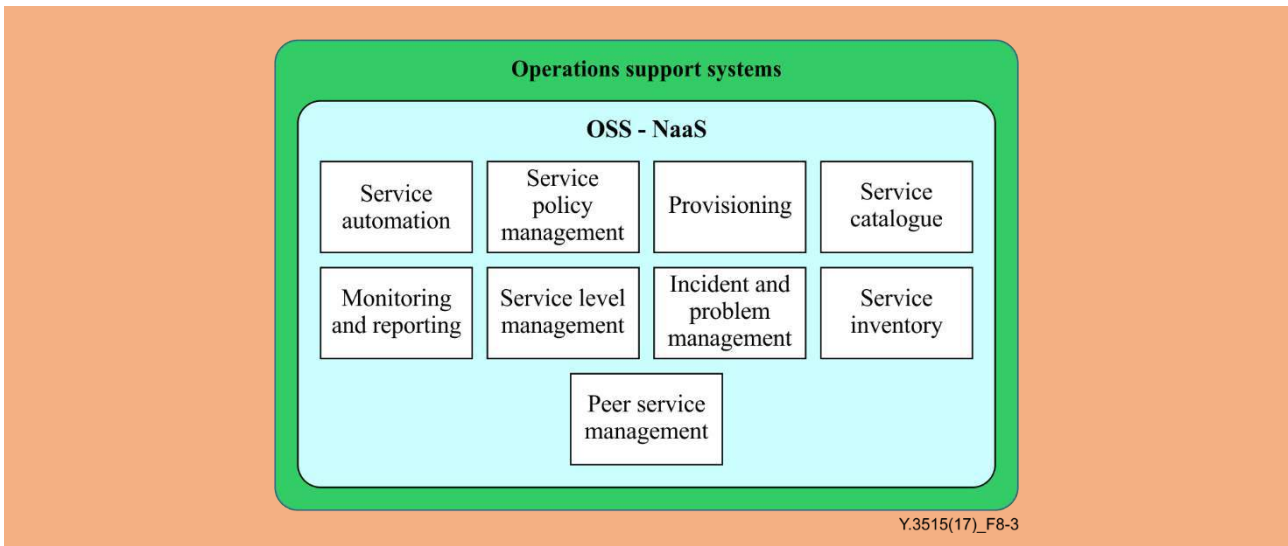 Operations support systems
OSS - NaaS
Service
automation
Service
policy
management
Provisioning
Service
catalogue
Monitoring
and reporting
Service level
management
Incident and
problem
management
Service
inventory
Peer service
management
Y.3515(17)_F8-3